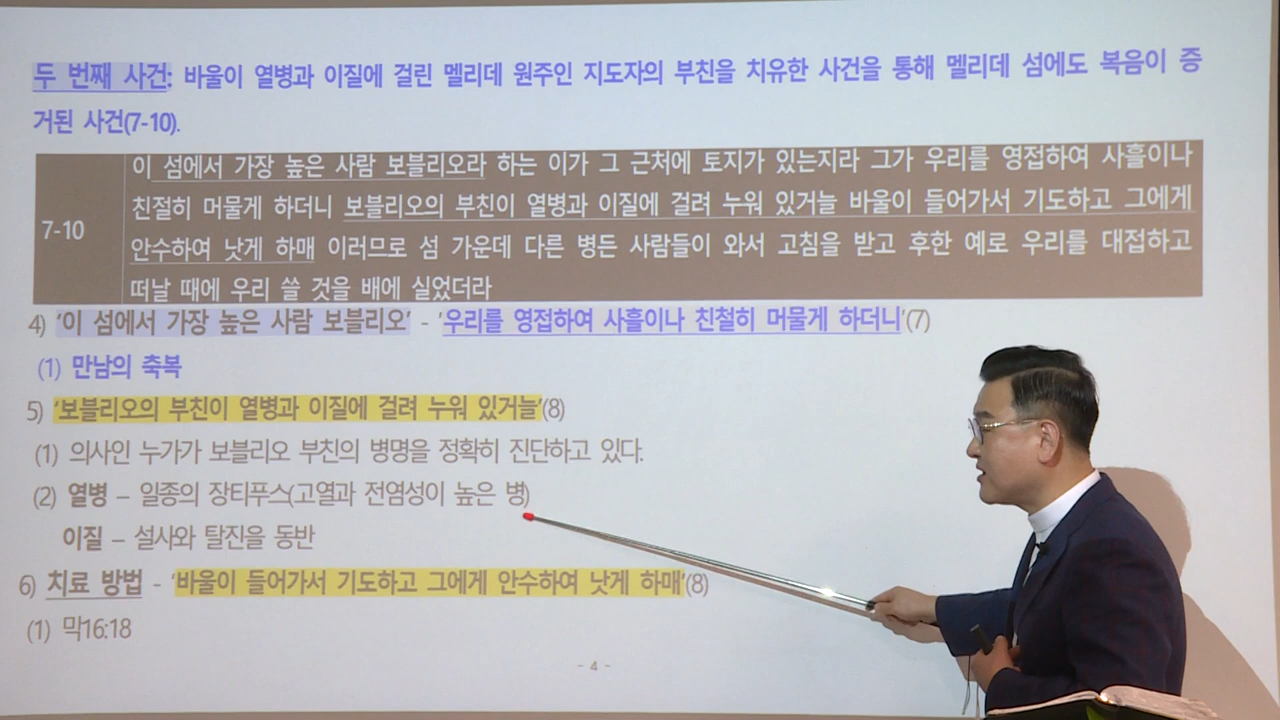 두 번째 사건: 바울이 열병과 이질에 걸린 멜리데 원주인 지도자의 부친을 치유한 사건을 통해 멜리데 섬에도 복음이 증
거된 사건(7-10).
이 섬에서 가장 높은 사람 보블리오라 하는 이가 그 근처에 토지가 있는지라 그가 우리를 영접하여 사흘이나
친절히 머물게 하더니 보블리오의 부친이 열병과 이질에 걸려 누워 있거늘 바울이 들어가서 기도하고 그에게
7-10
안수하여 낫게 하매 이러므로 섬 가운데 다른 병든 사람들이 와서 고침을 받고 후한 예로 우리를 대접하고
떠날 때에 우리 쓸 것을 배에 실었더라
4) '이 섬에서 가장 높은 사람 보블리오' - '우리를 영접하여 사흘이나 친철히 머물게 하더니'(7)
(1) 만남의 축복
5) '보블리오의 부친이 열병과 이질에 걸려 누워 있거늘'(8)
(1) 의사인 누가가 보블리오 부친의 병명을 정확히 진단하고 있다.
(2) 열병 – 일종의 장티푸스(고열과 전염성이 높은 병)
이질 – 설사와 탈진을 동반
6) 치료 방법 - '바울이 들어가서 기도하고 그에게 안수하여 낫게 하매'(8)
(1) 막16:18
- 4 -